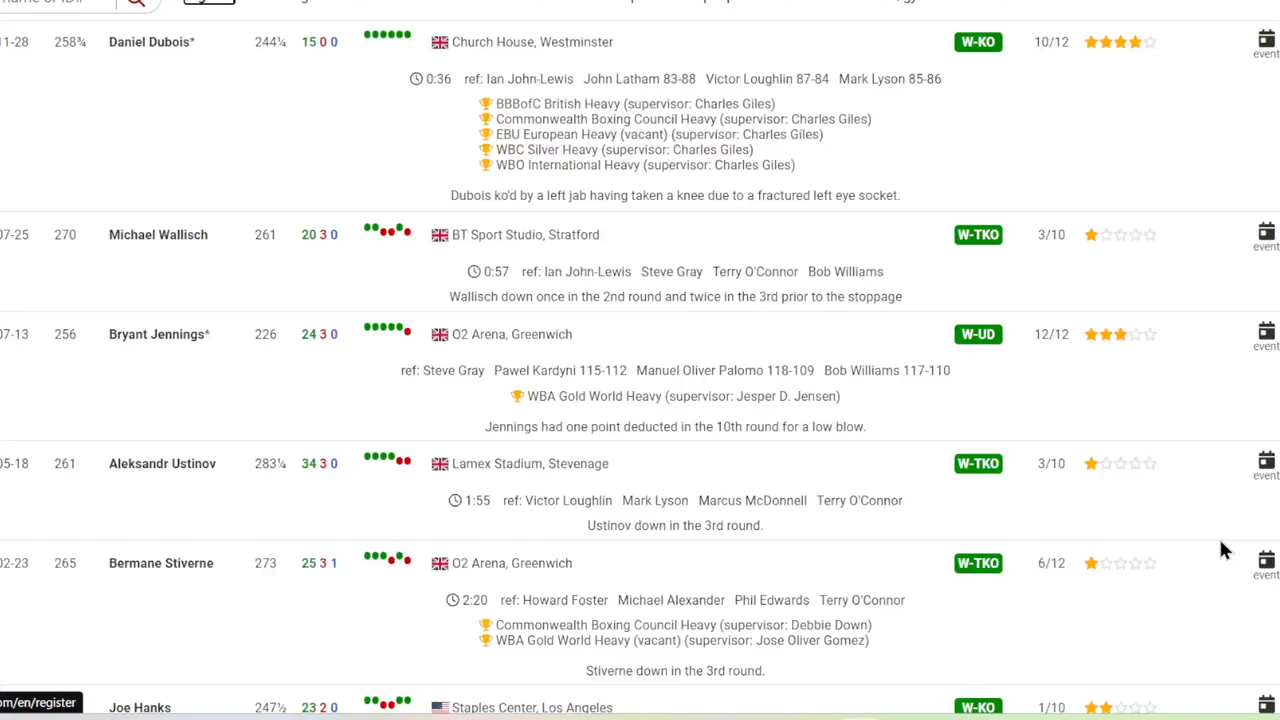 11-28 258¾ Daniel Dubois* 244¼ 15 0 0 Church House, Westminster W-KO 10/12
event
0:36 ref: Ian John-Lewis John Latham 83-88 Victor Loughlin 87-84 Mark Lyson 85-86
BBBofC British Heavy (supervisor: Charles Giles)
Commonwealth Boxing Council Heavy (supervisor: Charles Giles)
EBU European Heavy (vacant) (supervisor: Charles Giles)
WBC Silver Heavy (supervisor: Charles Giles)
WBO International Heavy (supervisor: Charles Giles)
Dubois ko'd by a left jab having taken a knee due to a fractured left eye socket.
07-25 270 Michael Wallisch 261 20 3 0 BT Sport Studio, Stratford W-TKO 3/10
event
0:57 ref: Ian John-Lewis Steve Gray Terry O'Connor Bob Williams
Wallisch down once in the 2nd round and twice in the 3rd prior to the stoppage
07-13 256 Bryant Jennings* 226 24 3 0 O2 Arena, Greenwich W-UD 12/12
event
ref: Steve Gray Pawel Kardyni 115-112 Manuel Oliver Palomo 118-109 Bob Williams 117-110
WBA Gold World Heavy (supervisor: Jesper D. Jensen)
Jennings had one point deducted in the 10th round for a low blow.
05-18 261 Aleksandr Ustinov 283¼ 34 3 0 Lamex Stadium, Stevenage W-TKO 3/10
event
1:55 ref: Victor Loughlin Mark Lyson Marcus McDonnell Terry O'Connor
Ustinov down in the 3rd round.
02-23 265 Bermane Stiverne 273 25 3 1 O2 Arena, Greenwich W-TKO 6/12
event
2:20 ref: Howard Foster Michael Alexander Phil Edwards Terry O'Connor
Commonwealth Boxing Council Heavy (supervisor: Debbie Down)
WBA Gold World Heavy (vacant) (supervisor: Jose Oliver Gomez)
Stiverne down in the 3rd round.
om/en/register
Joe Hanks 247½ 23 2 0 Staples Center, Los Angeles W-KO 1/10